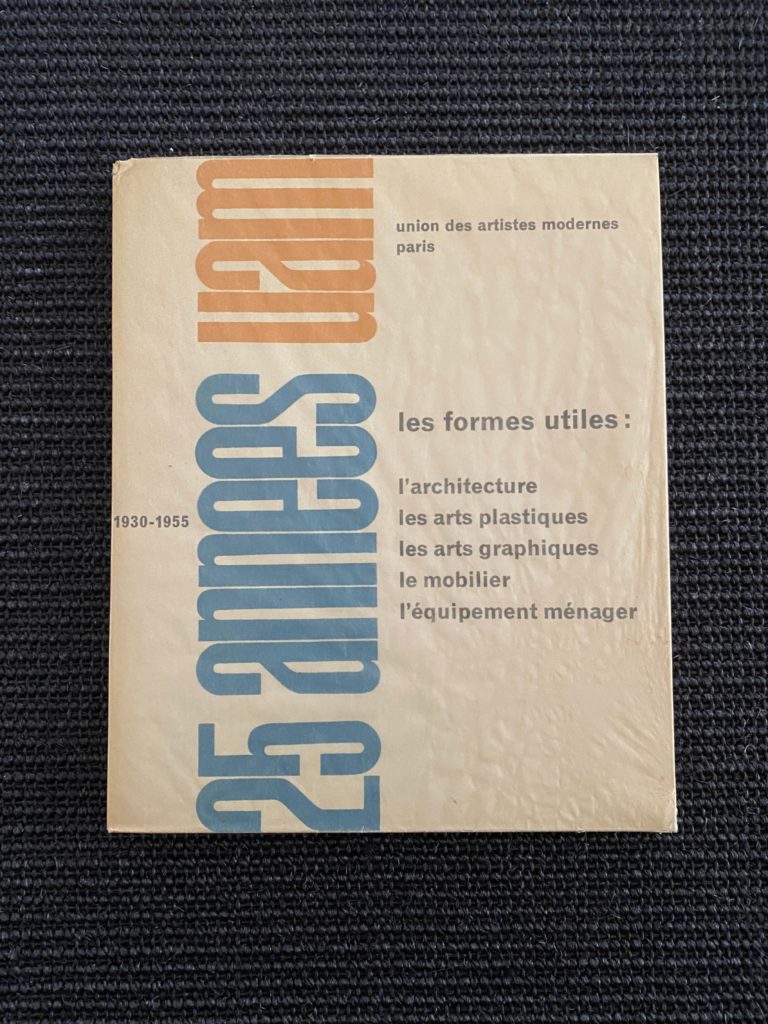 25 annees uam
1930-1955
union des artistes modernes
paris
les formes utiles :
l'architecture
les arts plastiques
les arts graphiques
le mobilier
l'équipement ménager